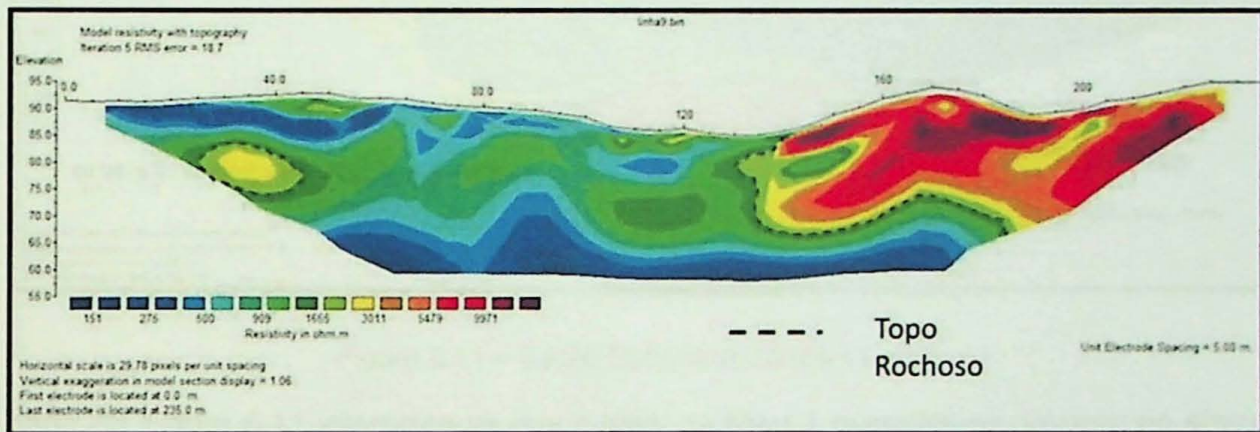 linha9.bin
Model resistivity with topography
Iteration 5 RMS error = 18.7
Elevation
95.0
90.0
85.0
80.0
75.0
70.0
65.0
60.0
55.0
0.0
40.0
80.0
120
160
200
151 275 500 909 1655 3011 5479 9971
Resistivity in ohm.m
Topo
Rochoso
Unit Electrode Spacing = 5.00 m.
Horizontal scale is 29.78 pixels per unit spacing
Vertical exaggeration in model section display = 1.06
First electrode is located at 0.0 m.
Last electrode is located at 235.0 m.